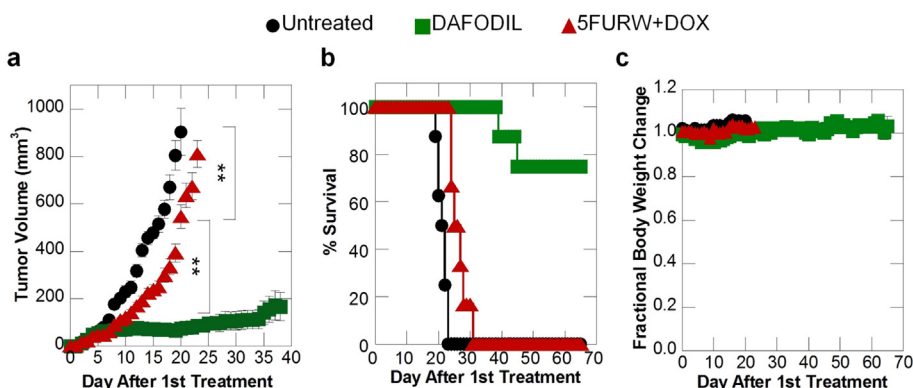 Untreated DAFODIL 5FURW+DOX
a b c
Tumor Volume (mm³)
1000
800
600
400
200
0
0 5 10 15 20 25 30 35 40
Day After 1st Treatment
**
**
% Survival
100
80
60
40
20
0
0 10 20 30 40 50 60 70
Day After 1st Treatment
Fractional Body Weight Change
1.2
1.0
0.8
0.6
0.4
0.2
0.0
0 10 20 30 40 50 60 70
Day After 1st Treatment